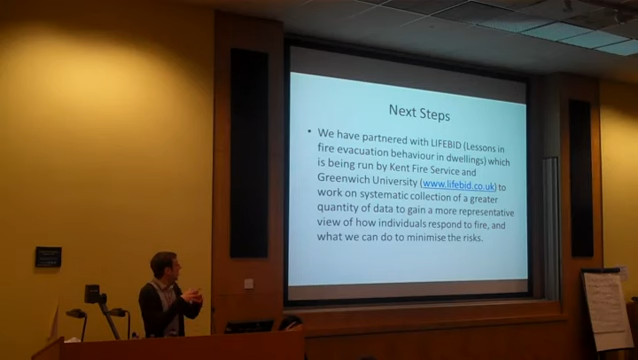 Next Steps
• We have partnered with LIFEBID (Lessons in
fire evacuation behaviour in dwellings) which
is being run by Kent Fire Service and
Greenwich University (www.lifebid.co.uk) to
work on systematic collection of a greater
quantity of data to gain a more representative
view of how individuals respond to fire, and
what we can do to minimise the risks.